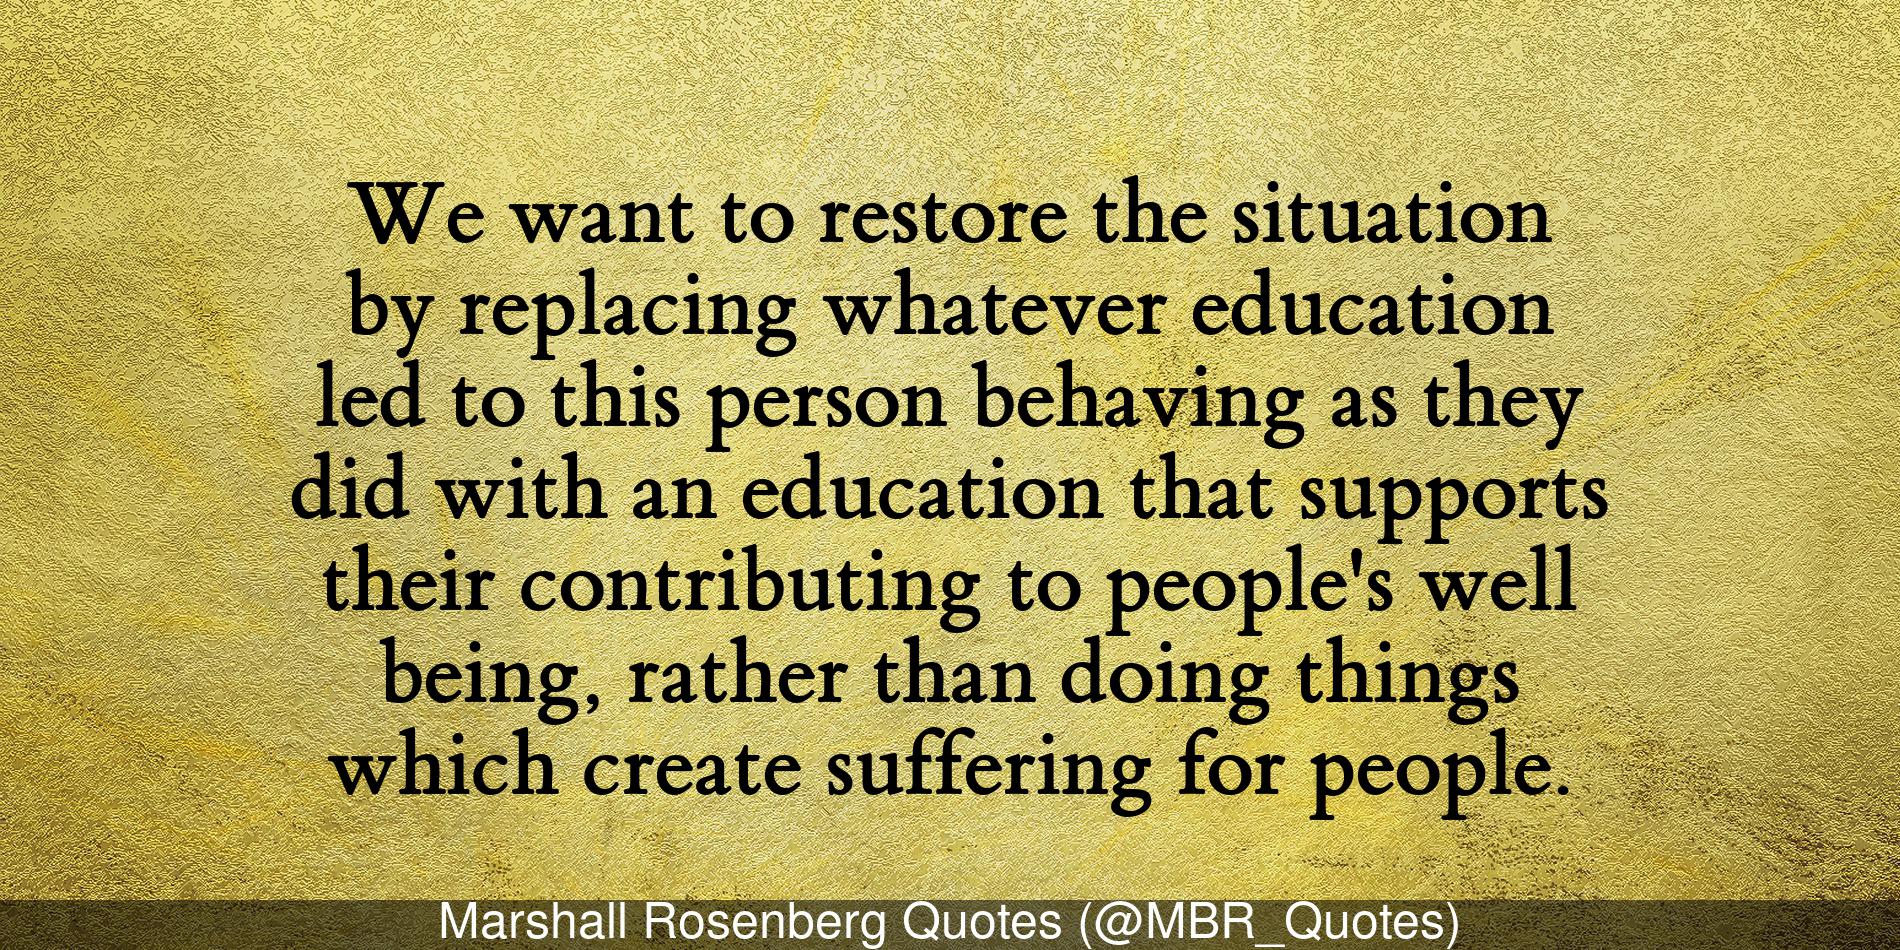 We want to restore the situation
by replacing whatever education
led to this person behaving as they
did with an education that supports
their contributing to people's well
being, rather than doing things
which create suffering for people.
Marshall Rosenberg Quotes (@MBR_Quotes)